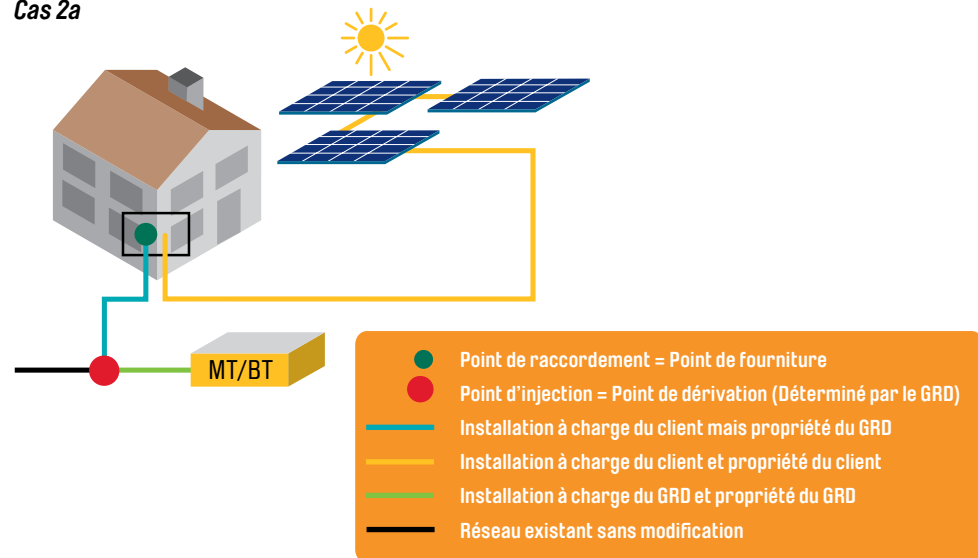 Cas 2a
MT/BT
Point de raccordement = Point de fourniture
Point d'injection = Point de dérivation (Déterminé par le GRD)
Installation à charge du client mais propriété du GRD
Installation à charge du client et propriété du client
Installation à charge du GRD et propriété du GRD
Réseau existant sans modification